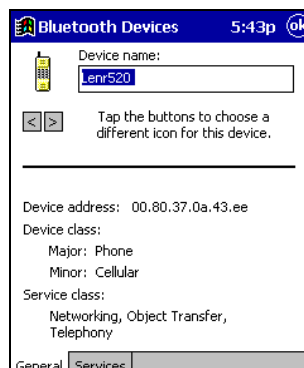 Bluetooth Devices 5:43p ok
Device name:
Lenr520
< >
Tap the buttons to choose a
different icon for this device.
Device address: 00.80.37.0a.43.ee
Device class:
Major: Phone
Minor: Cellular
Service class:
Networking, Object Transfer,
Telephony
General Services